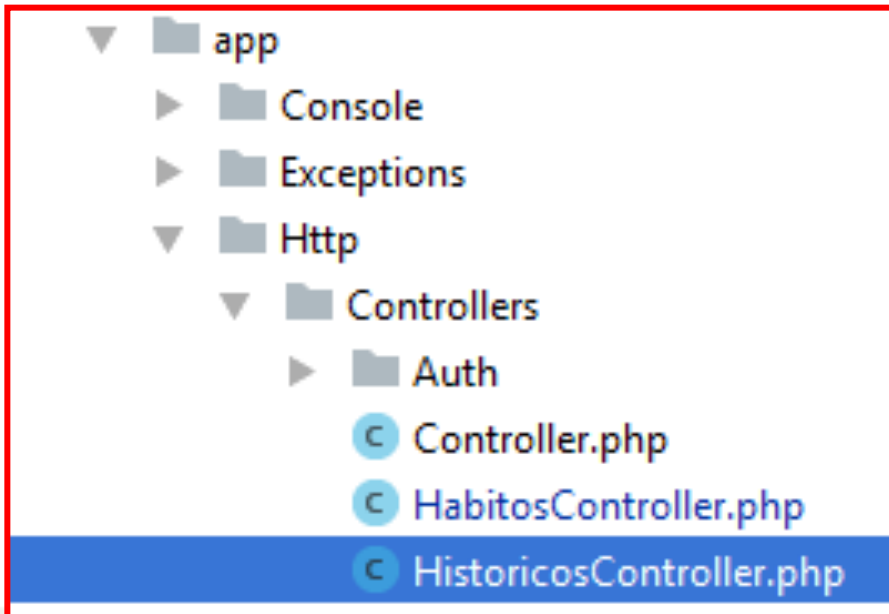 app
Console
Exceptions
Http
Controllers
Auth
C Controller.php
C HabitosController.php
C HistoricosController.php